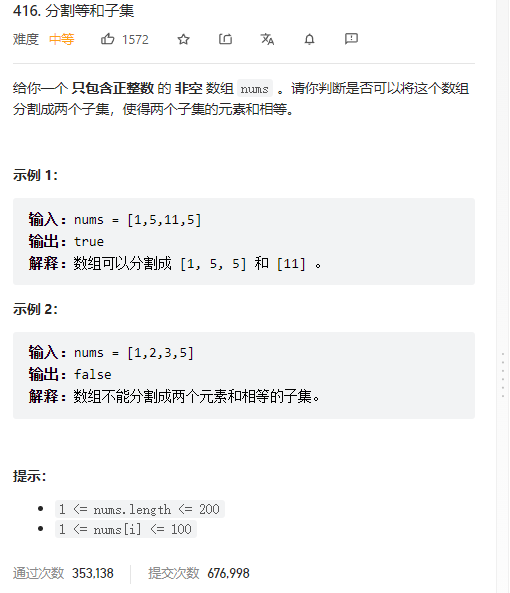 416. 分割等和子集
难度 中等 1572
给你一个 只包含正整数 的 非空 数组 nums 。请你判断是否可以将这个数组
分割成两个子集，使得两个子集的元素和相等。
示例 1：
输入：nums = [1,5,11,5]
输出：true
解释：数组可以分割成 [1, 5, 5] 和 [11] 。
示例 2：
输入：nums = [1,2,3,5]
输出：false
解释：数组不能分割成两个元素和相等的子集。
提示：
1 <= nums.length <= 200
1 <= nums[i] <= 100
通过次数 353,138 提交次数 676,998